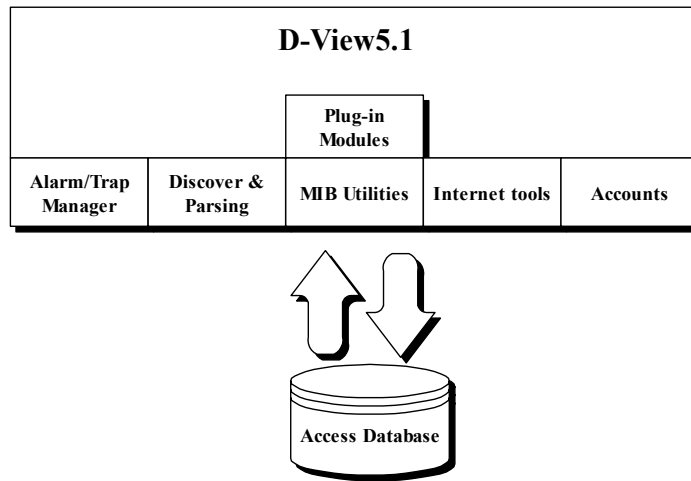 D-View5.1
Plug-in
Modules
Alarm/Trap
Manager
Discover &
Parsing
MIB Utilities
Internet tools
Accounts
Access Database